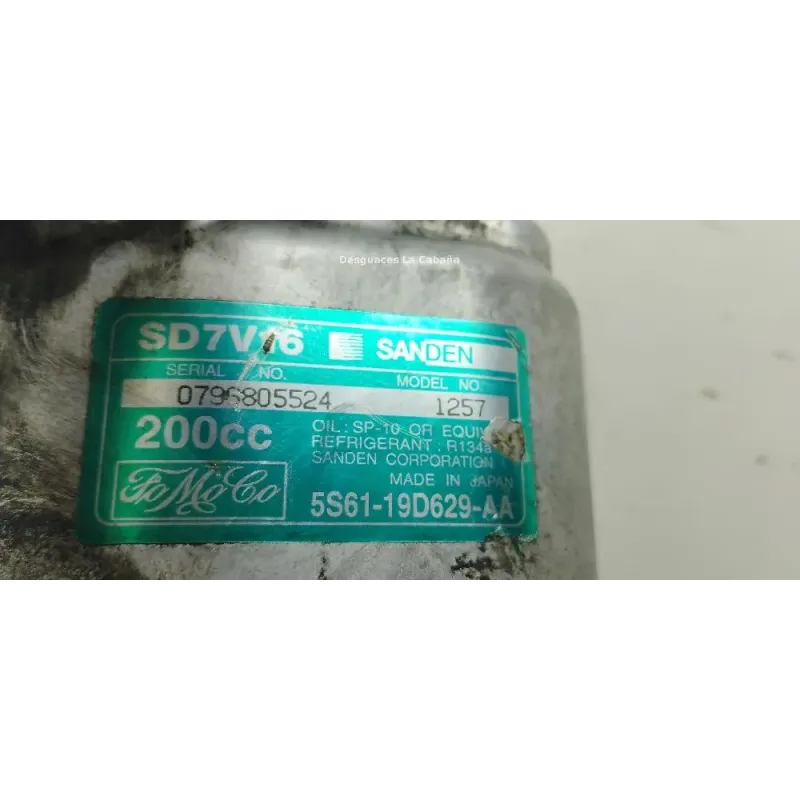 Desguaces La Cabaña
SD7V16 SANDEN
SERIAL NO. MODEL NO.
0796805524 1257
200cc
OIL: SP-10 OR EQUIV
REFRIGERANT: R134a
SANDEN CORPORATION
MADE IN JAPAN
FoMoCo 5S61-19D629-AA